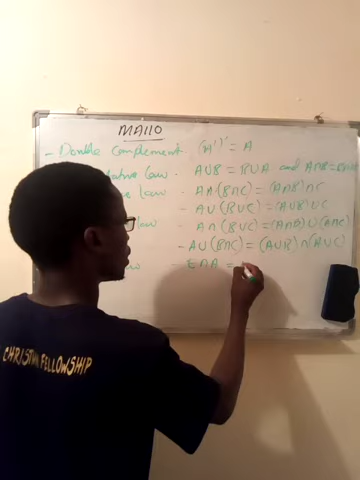 MA110
- Double complement (A')' = A
law - A∪B = B∪A and A∩B =
law - A∩(B∩C) = (A∩B)∩C
- A∪(B∪C) = (A∪B)∪C
law - A∩(B∪C) = (A∩B)∪(A∩C)
- A∪(B∩C) = (A∪B)∩(A∪C)
- E∩A =
CHRISTIAN FELLOWSHIP